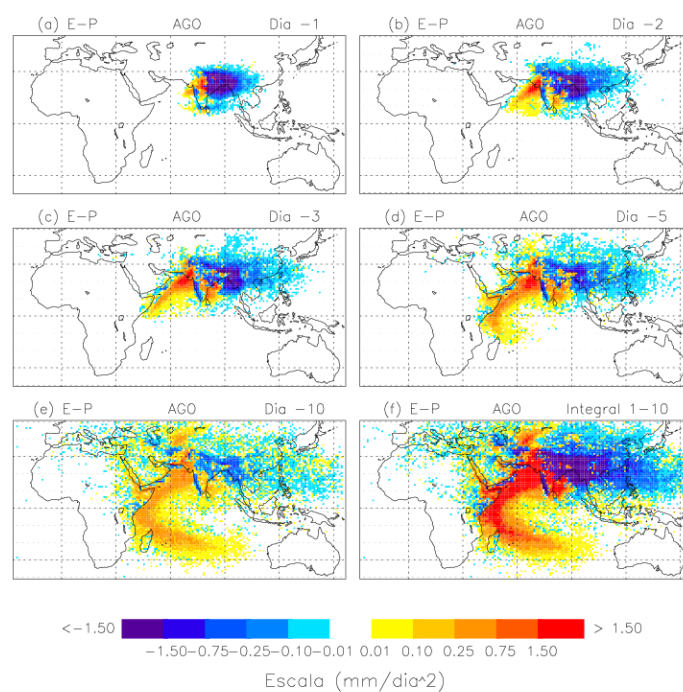 (a) E-P AGO Dia -1
(b) E-P AGO Dia -2
(c) E-P AGO Dia -3
(d) E-P AGO Dia -5
(e) E-P AGO Dia -10
(f) E-P AGO Integral 1-10
<-1.50 > 1.50
-1.50-0.75-0.25-0.10-0.01 0.01 0.10 0.25 0.75 1.50
Escala (mm/dia^2)